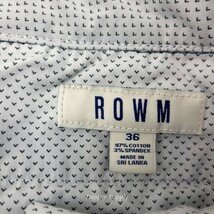 ROWM
36
97% COTTON
3% SPANDEX
MADE IN
SRI LANKA